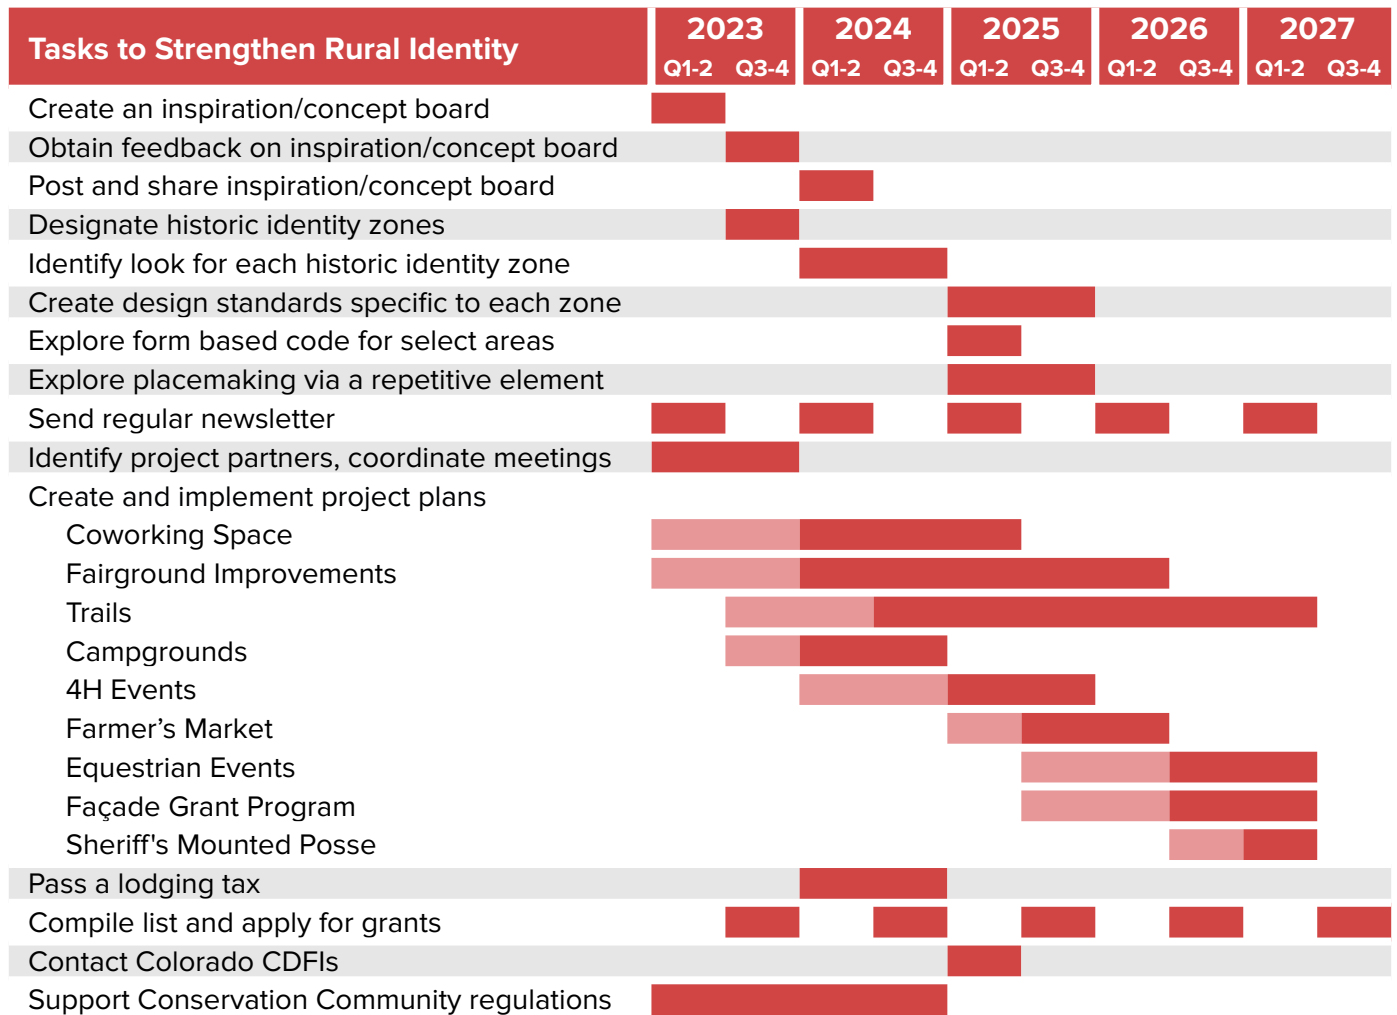 Tasks to Strengthen Rural Identity
2023 2024 2025 2026 2027
Q1-2 Q3-4 Q1-2 Q3-4 Q1-2 Q3-4 Q1-2 Q3-4 Q1-2 Q3-4
Create an inspiration/concept board
Obtain feedback on inspiration/concept board
Post and share inspiration/concept board
Designate historic identity zones
Identify look for each historic identity zone
Create design standards specific to each zone
Explore form based code for select areas
Explore placemaking via a repetitive element
Send regular newsletter
Identify project partners, coordinate meetings
Create and implement project plans
Coworking Space
Fairground Improvements
Trails
Campgrounds
4H Events
Farmer’s Market
Equestrian Events
Façade Grant Program
Sheriff's Mounted Posse
Pass a lodging tax
Compile list and apply for grants
Contact Colorado CDFIs
Support Conservation Community regulations